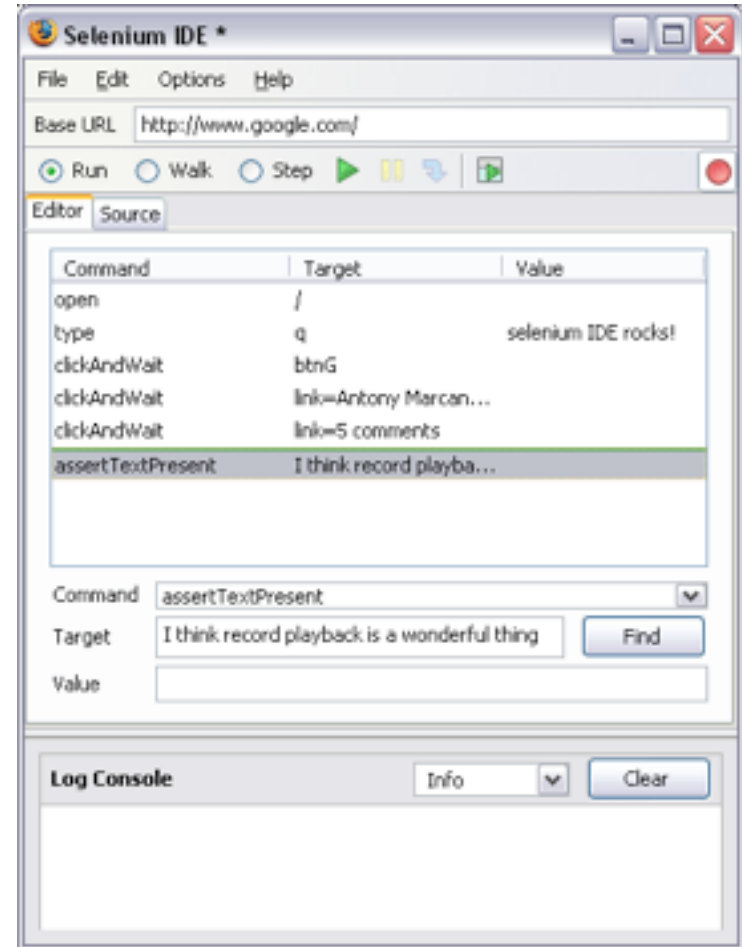 Selenium IDE *
File Edit Options Help
Base URL http://www.google.com/
Run Walk Step
Editor Source
Command Target Value
open /
type q selenium IDE rocks!
clickAndWait btnG
clickAndWait link=Antony Marcan...
clickAndWait link=5 comments
assertTextPresent I think record playba...
Command assertTextPresent
Target I think record playback is a wonderful thing Find
Value
Log Console Info Clear